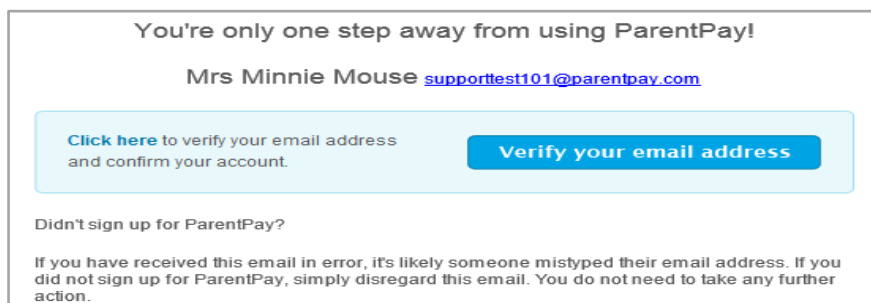 You're only one step away from using ParentPay!
Mrs Minnie Mouse supporttest101@parentpay.com
Click here to verify your email address
and confirm your account.
Verify your email address
Didn't sign up for ParentPay?
If you have received this email in error, it's likely someone mistyped their email address. If you
did not sign up for ParentPay, simply disregard this email. You do not need to take any further
action.